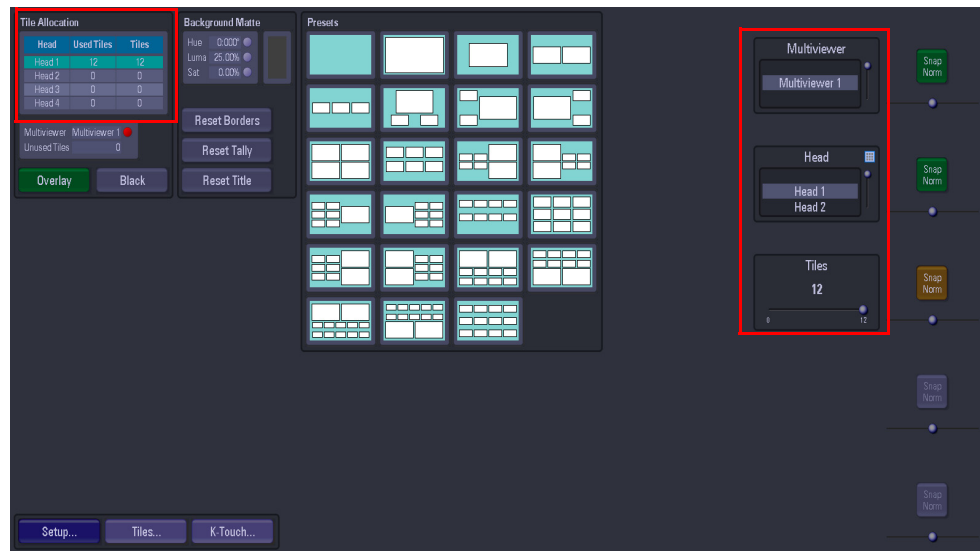 Tile Allocation
Head Used Tiles Tiles
Head 1 12 12
Head 2 0 0
Head 3 0 0
Head 4 0 0
Multiviewer Multiviewer 1
Unused Tiles 0
Overlay Black
Background Matte
Hue 0.000°
Luma 25.00%
Sat 0.00%
Reset Borders
Reset Tally
Reset Title
Presets
Multiviewer
Multiviewer 1
Head
Head 1
Head 2
Tiles
12
0 12
Snap
Norm
Snap
Norm
Snap
Norm
Snap
Norm
Snap
Norm
Setup... Tiles... K-Touch...